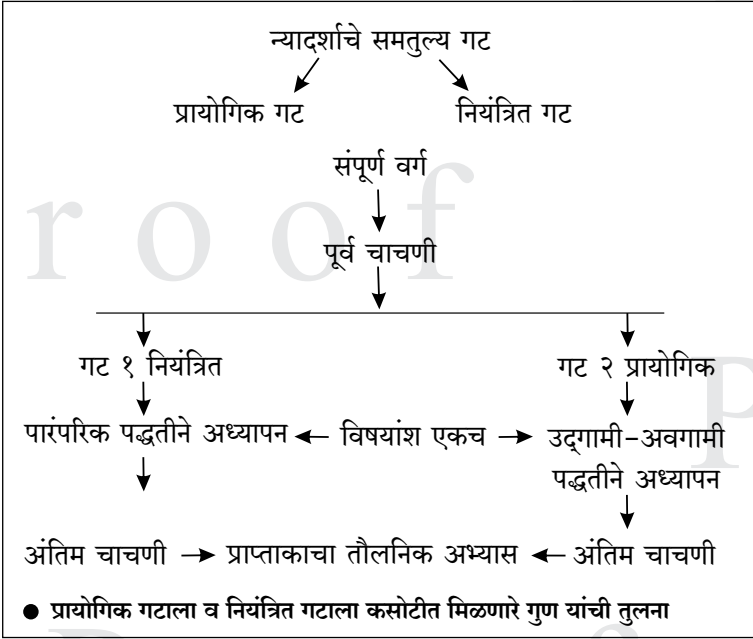 न्यादर्शाचे समतुल्य गट
प्रायोगिक गट नियंत्रित गट
संपूर्ण वर्ग
पूर्व चाचणी
गट १ नियंत्रित गट २ प्रायोगिक
पारंपरिक पद्धतीने अध्यापन विषयांश एकच उद्‌गामी-अवगामी
पद्धतीने अध्यापन
अंतिम चाचणी प्राप्ताकाचा तौलनिक अभ्यास अंतिम चाचणी
● प्रायोगिक गटाला व नियंत्रित गटाला कसोटीत मिळणारे गुण यांची तुलना